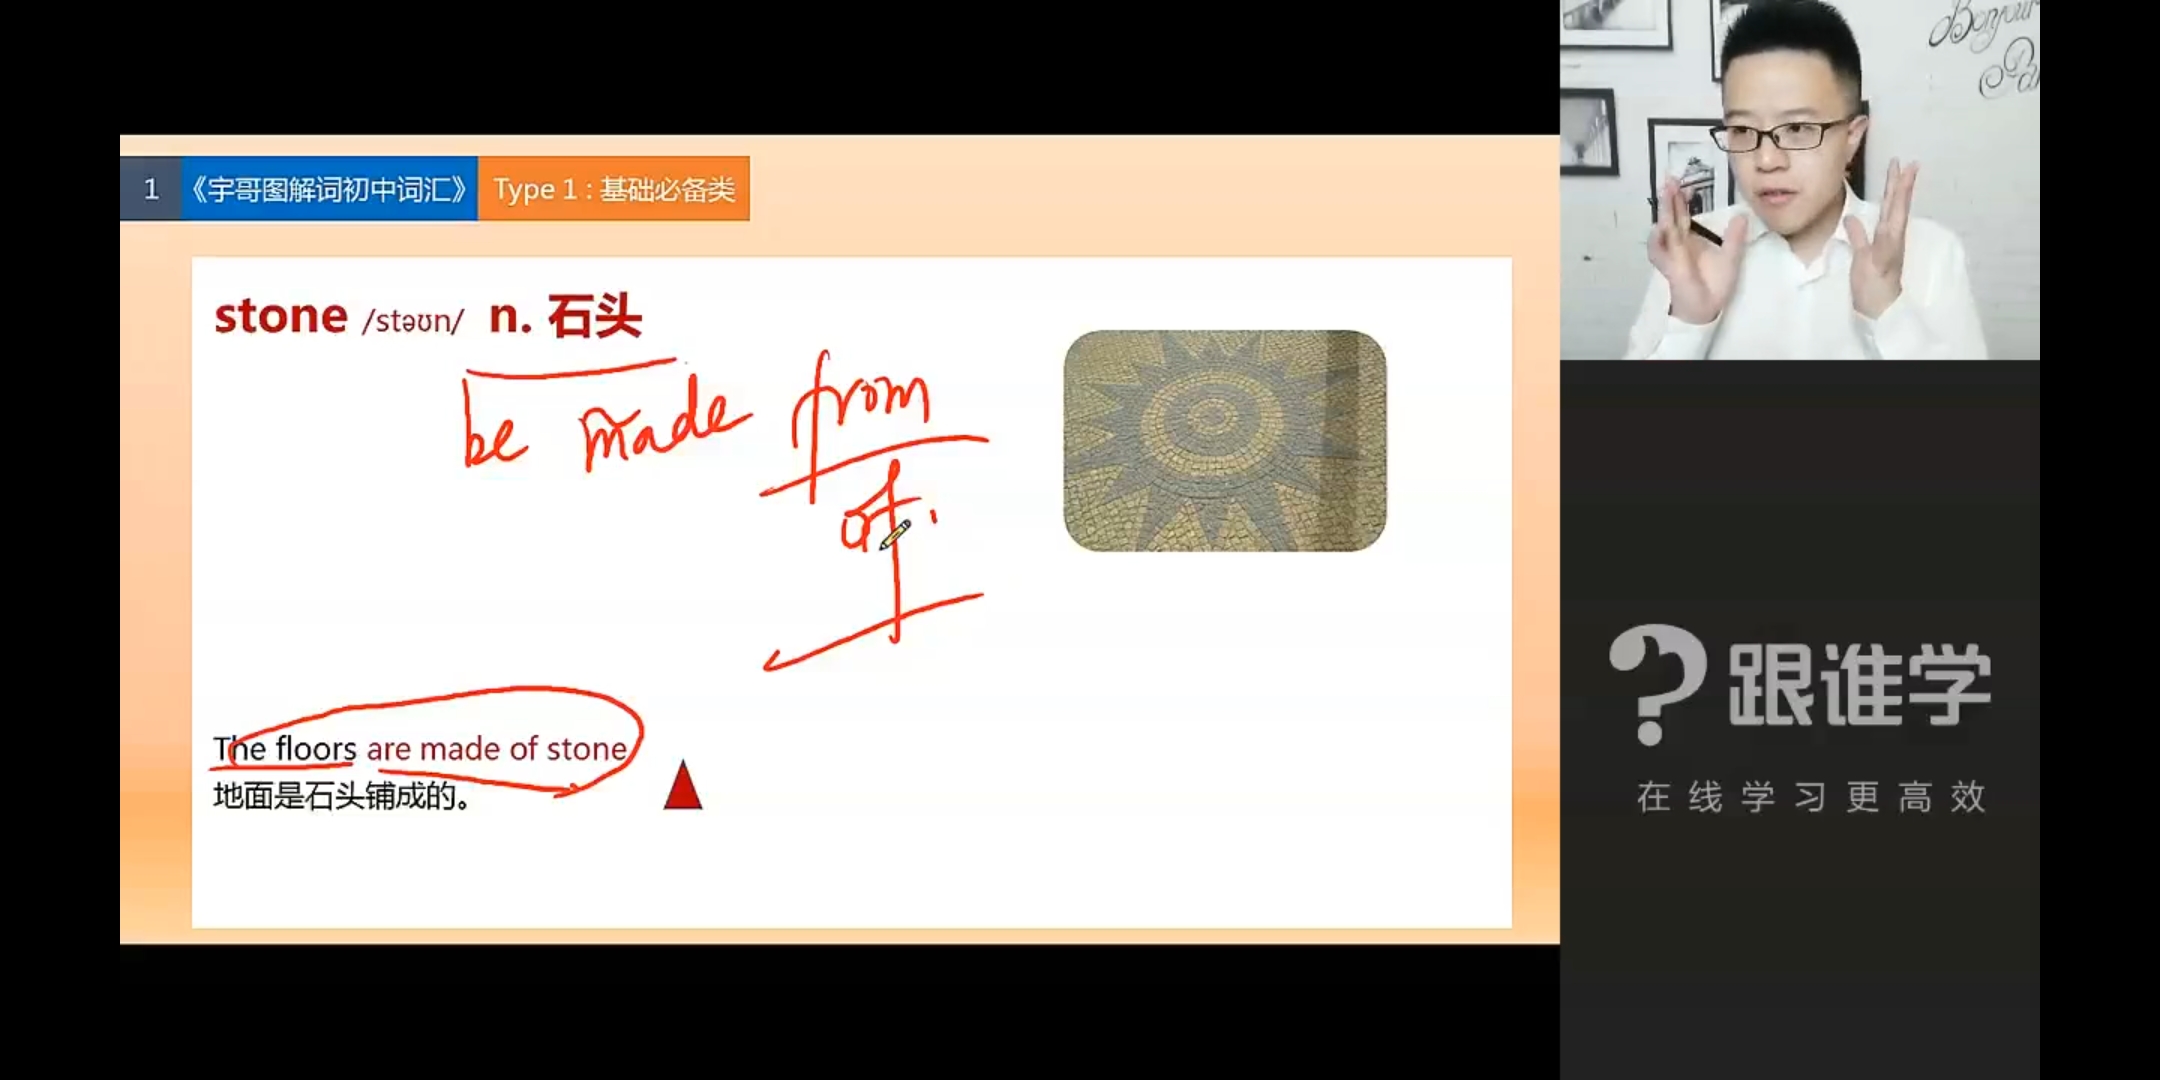 1 《宇哥图解词初中词汇》 Type 1 : 基础必备类
stone /stəʊn/ n. 石头
be made from
of
The floors are made of stone
地面是石头铺成的。
Bonjour
跟谁学
在线学习更高效